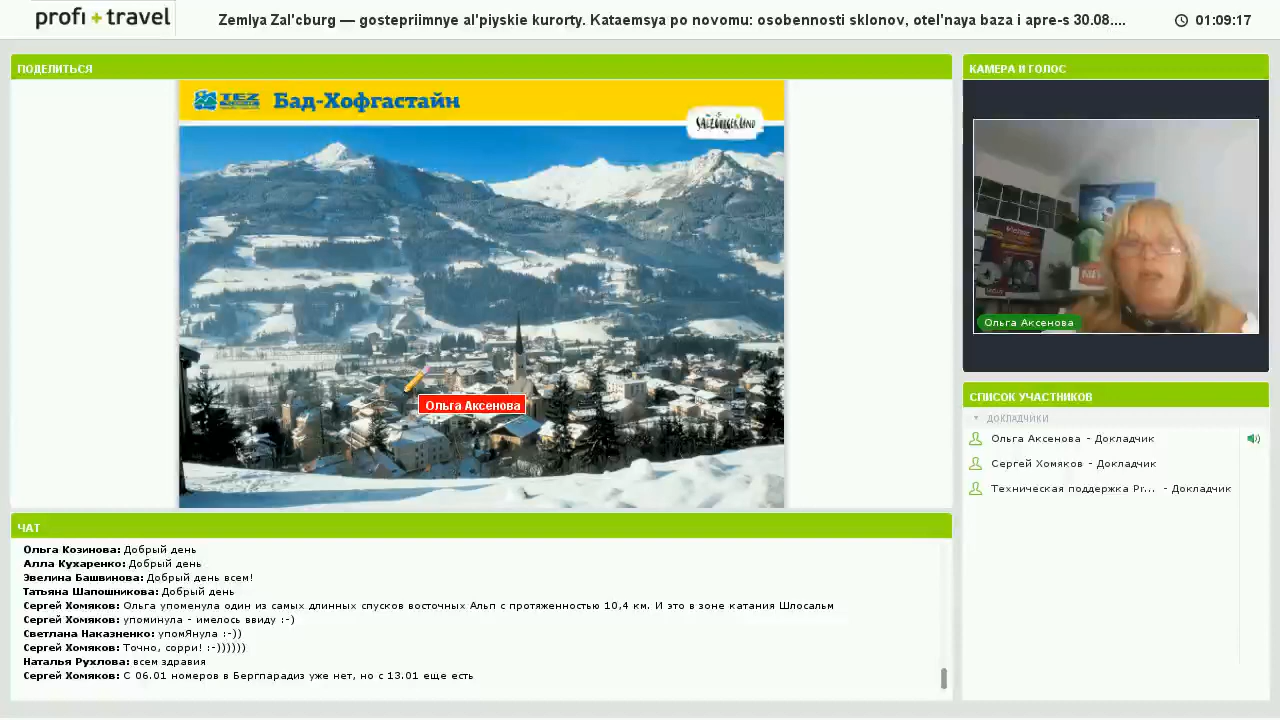 profi + travel
Zemlya Zal'cburg — gostepriimnye al'piyskie kurorty. Kataemsya po novomu: osobennosti sklonov, otel'naya baza i apre-s 30.08....
01:09:17
ПОДЕЛИТЬСЯ
TEZ
Бад-Хофгастайн
SALZBURGERLAND
Ольга Аксенова
КАМЕРА И ГОЛОС
Ольга Аксенова
СПИСОК УЧАСТНИКОВ
ДОКЛАДЧИКИ
Ольга Аксенова - Докладчик
Сергей Хомяков - Докладчик
Техническая поддержка Pr... - Докладчик
ЧАТ
Ольга Козинова: Добрый день
Алла Кухаренко: Добрый день
Эвелина Башвинова: Добрый день всем!
Татьяна Шапошникова: Добрый день
Сергей Хомяков: Ольга упоменула один из самых длинных спусков восточных Альп с протяженностью 10,4 км. И это в зоне катания Шлосальм
Сергей Хомяков: упоминула - имелось ввиду :-)
Светлана Наказненко: упомЯнула :-))
Сергей Хомяков: Точно, сорри! :-))))))
Наталья Рухлова: всем здравия
Сергей Хомяков: С 06.01 номеров в Бергпарадиз уже нет, но с 13.01 еще есть